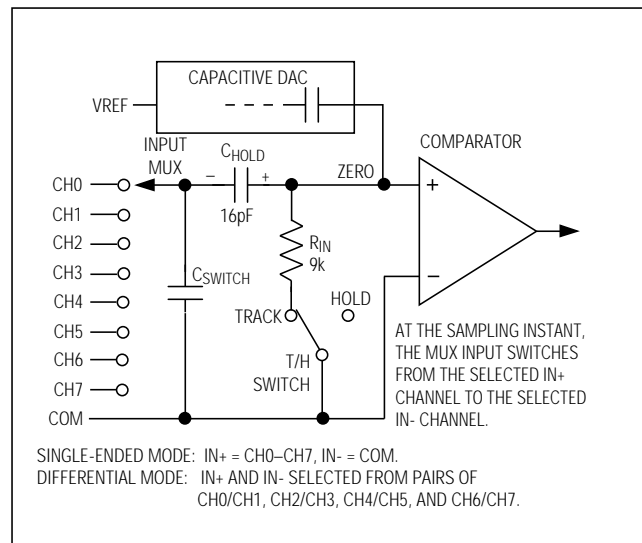 CAPACITIVE DAC
VREF
COMPARATOR
INPUT
MUX
CHOLD
ZERO
−
+
+
CH0
16pF
CH1
RIN
9k
CH2
−
CH3
CSWITCH
HOLD
CH4
TRACK
CH5
T/H
SWITCH
CH6
CH7
COM
AT THE SAMPLING INSTANT,
THE MUX INPUT SWITCHES
FROM THE SELECTED IN+
CHANNEL TO THE SELECTED
IN- CHANNEL.
SINGLE-ENDED MODE: IN+ = CH0–CH7, IN- = COM.
DIFFERENTIAL MODE: IN+ AND IN- SELECTED FROM PAIRS OF
CH0/CH1, CH2/CH3, CH4/CH5, AND CH6/CH7.